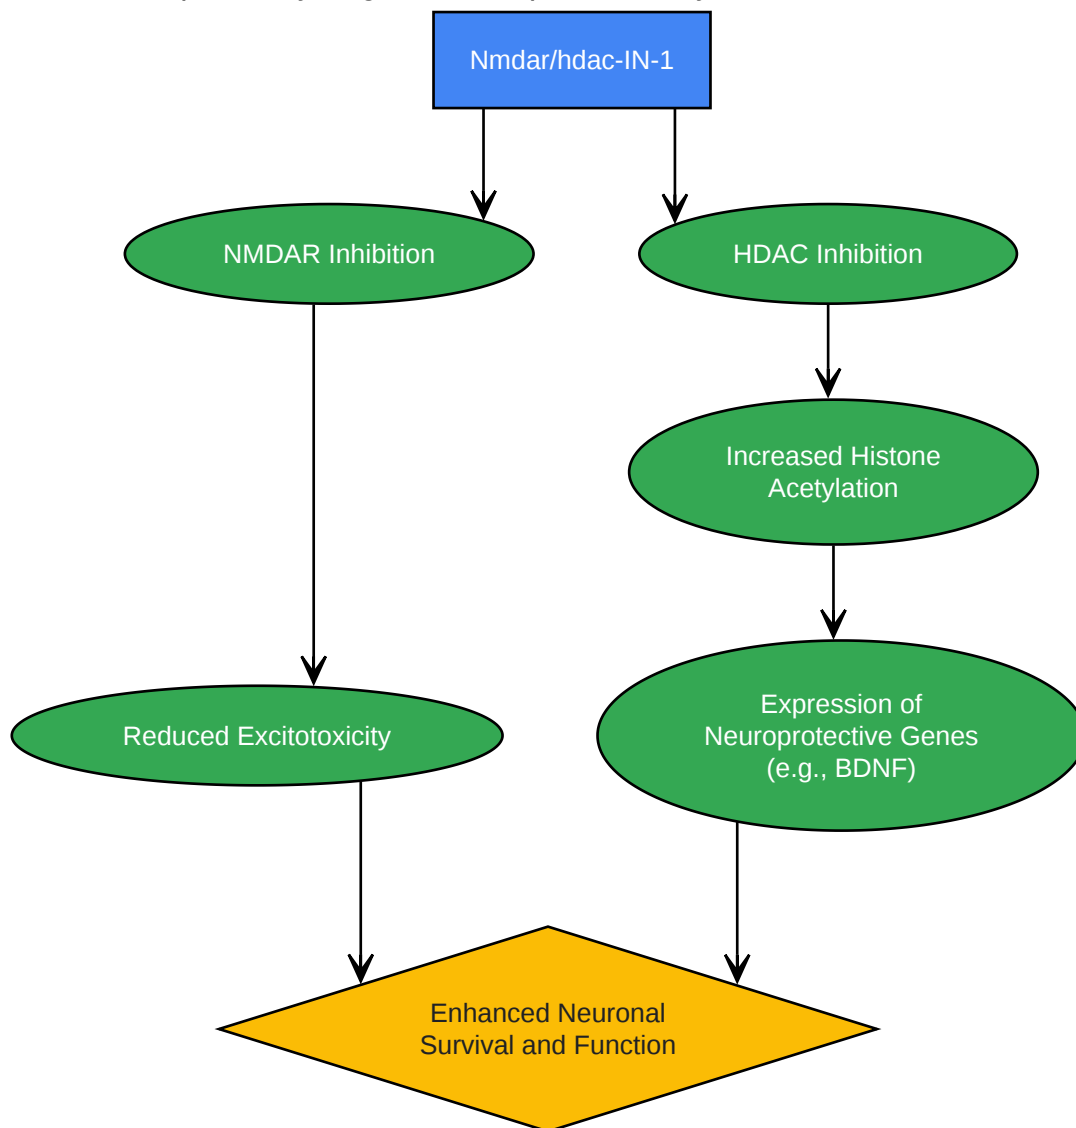 Nmdar/hdac-IN-1
NMDAR Inhibition
HDAC Inhibition
Increased Histone
Acetylation
Reduced Excitotoxicity
Expression of
Neuroprotective Genes
(e.g., BDNF)
Enhanced Neuronal
Survival and Function